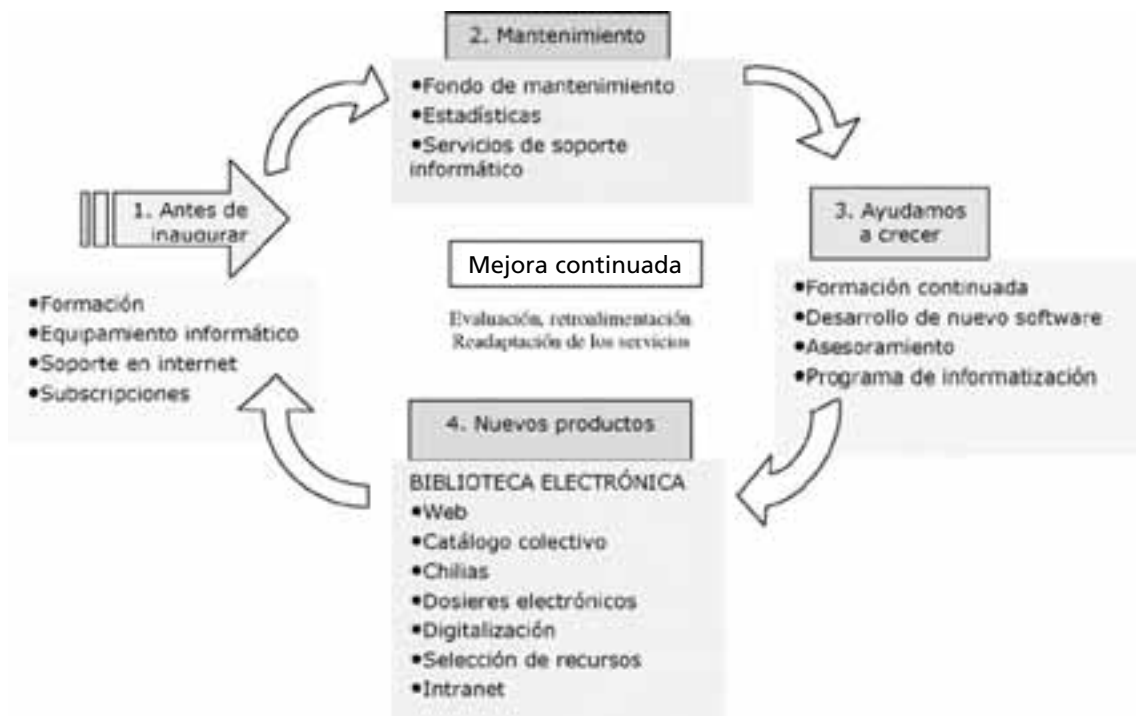 2. Mantenimiento
•Fondo de mantenimiento
•Estadísticas
•Servicios de soporte
informático
1. Antes de
inaugurar
•Formación
•Equipamiento informático
•Soporte en internet
•Subscripciones
3. Ayudamos
a crecer
•Formación continuada
•Desarrollo de nuevo software
•Asesoramiento
•Programa de informatización
Mejora continuada
Evaluación, retroalimentación
Readaptación de los servicios
4. Nuevos productos
BIBLIOTECA ELECTRÓNICA
•Web
•Catálogo colectivo
•Chilias
•Dosieres electrónicos
•Digitalización
•Selección de recursos
•Intranet